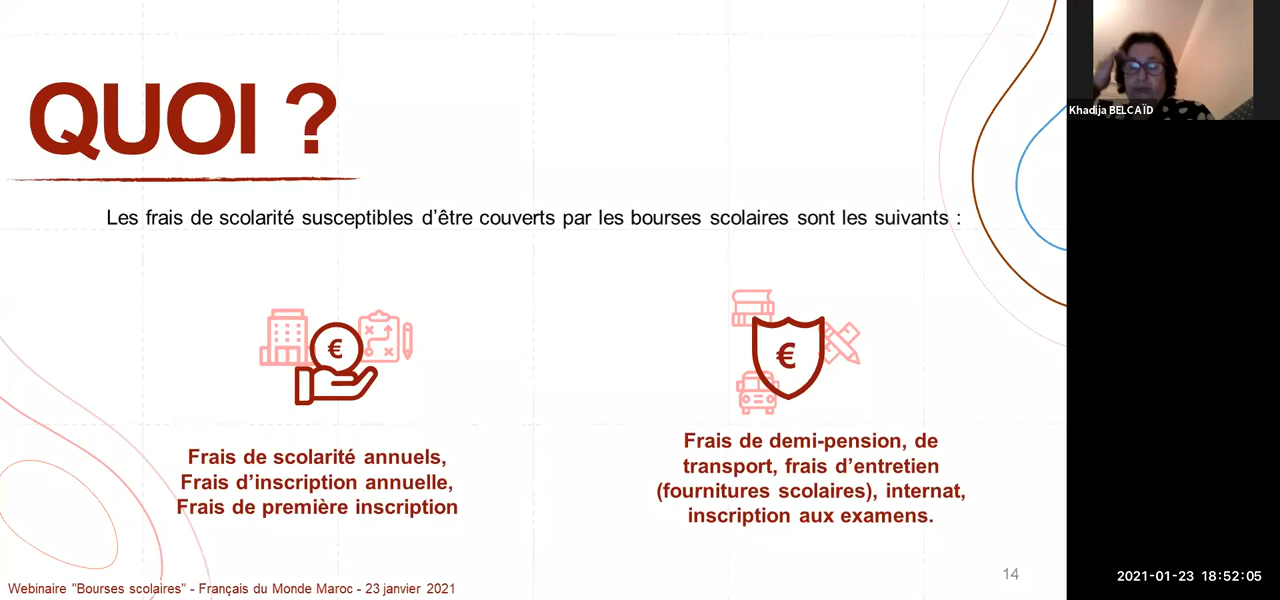 QUOI ?
Les frais de scolarité susceptibles d’être couverts par les bourses scolaires sont les suivants :
€
€
Frais de scolarité annuels,
Frais d’inscription annuelle,
Frais de première inscription
Frais de demi-pension, de
transport, frais d’entretien
(fournitures scolaires), internat,
inscription aux examens.
14
Webinaire "Bourses scolaires" - Français du Monde Maroc - 23 janvier 2021
Khadija BELCAÏD
2021-01-23 18:52:05